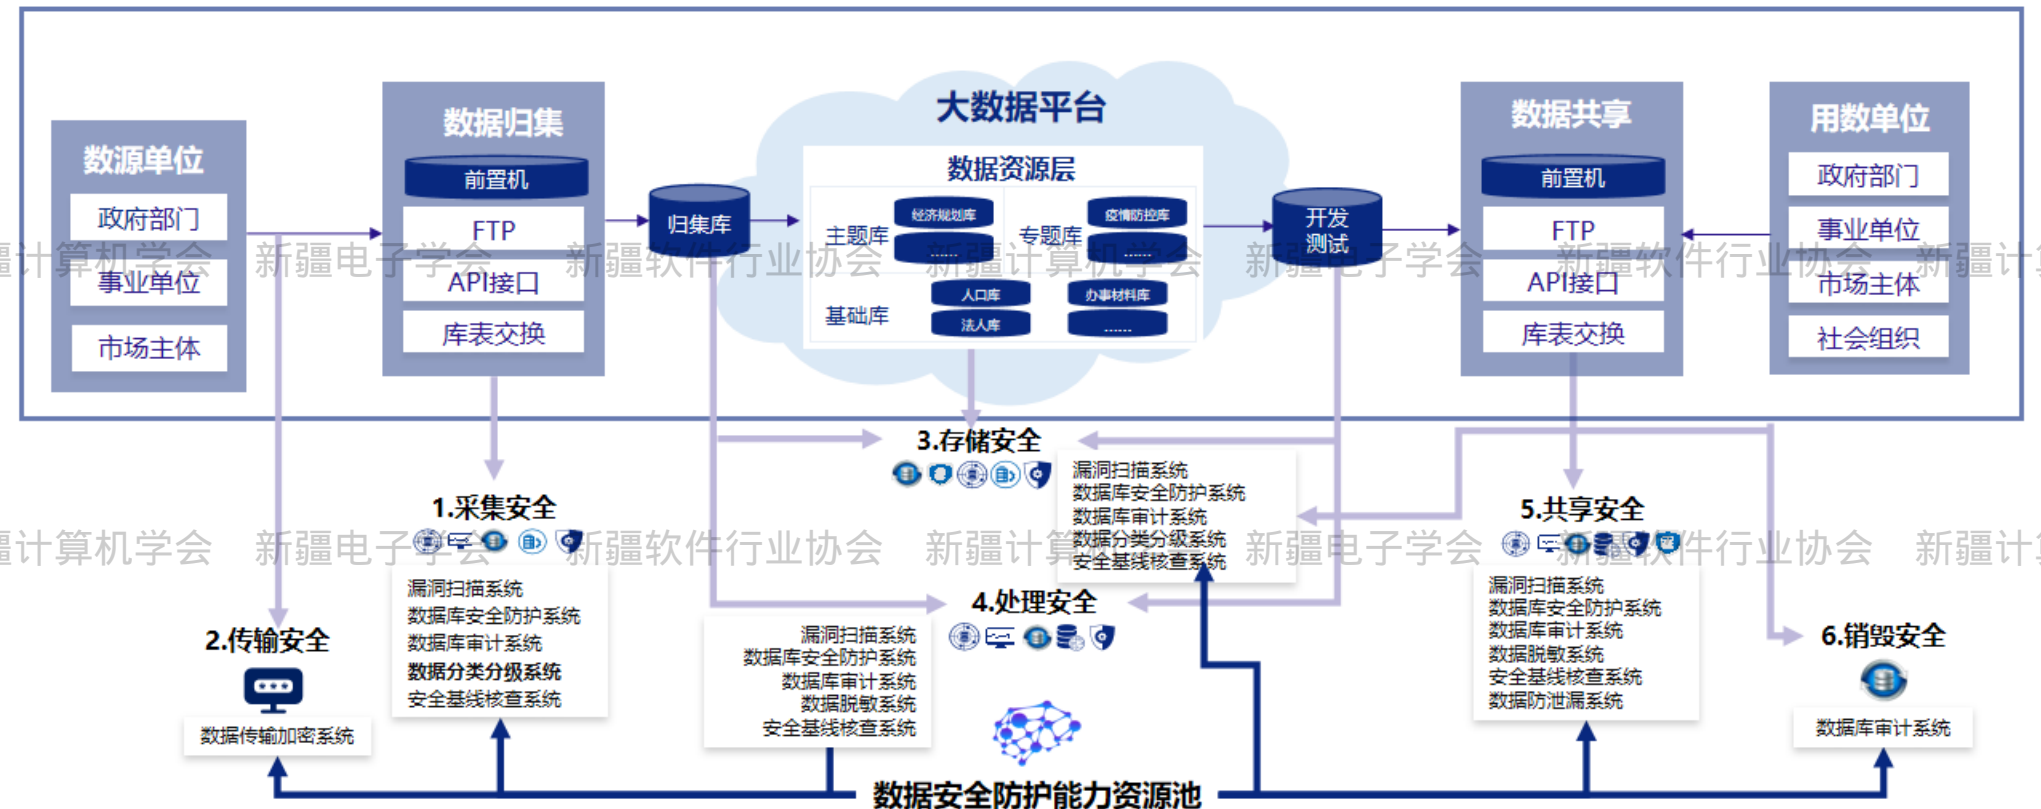 数源单位
政府部门
事业单位
市场主体
数据归集
前置机
FTP
API接口
库表交换
归集库
大数据平台
数据资源层
主题库
经济规划库
......
专题库
疫情防控库
......
基础库
人口库
法人库
办事材料库
......
开发
测试
数据共享
前置机
FTP
API接口
库表交换
用数单位
政府部门
事业单位
市场主体
社会组织
新疆计算机学会 新疆电子学会 新疆软件行业协会 新疆计算机学会 新疆电子学会 新疆软件行业协会 新疆计算机
1.采集安全
漏洞扫描系统
数据库安全防护系统
数据库审计系统
数据分类分级系统
安全基线核查系统
2.传输安全
数据传输加密系统
3.存储安全
漏洞扫描系统
数据库安全防护系统
数据库审计系统
数据分类分级系统
安全基线核查系统
4.处理安全
漏洞扫描系统
数据库安全防护系统
数据库审计系统
数据脱敏系统
安全基线核查系统
5.共享安全
漏洞扫描系统
数据库安全防护系统
数据库审计系统
数据脱敏系统
安全基线核查系统
数据防泄漏系统
6.销毁安全
数据库审计系统
新疆计算机学会 新疆电子学会 新疆软件行业协会 新疆计算机学会 新疆电子学会 新疆软件行业协会 新疆计算机
数据安全防护能力资源池